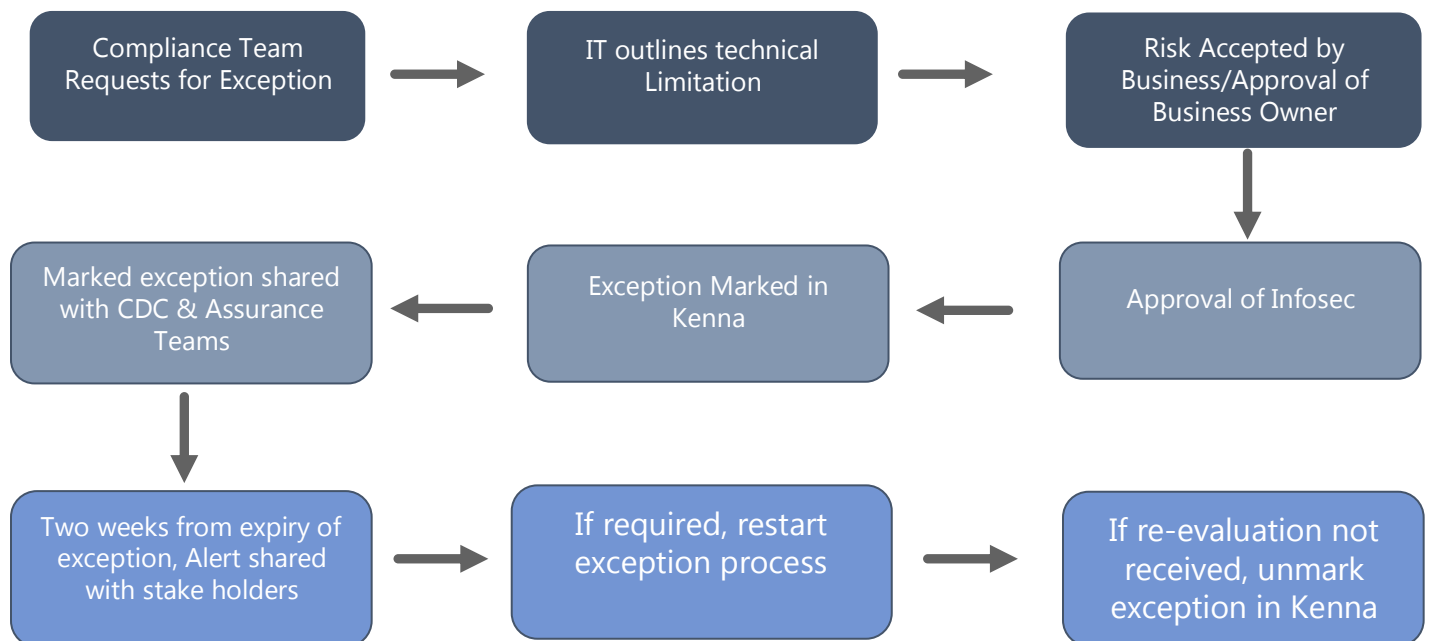 Compliance Team
Requests for Exception
IT outlines technical
Limitation
Risk Accepted by
Business/Approval of
Business Owner
Approval of Infosec
Exception Marked in
Kenna
Marked exception shared
with CDC & Assurance
Teams
Two weeks from expiry of
exception, Alert shared
with stake holders
If required, restart
exception process
If re-evaluation not
received, unmark
exception in Kenna